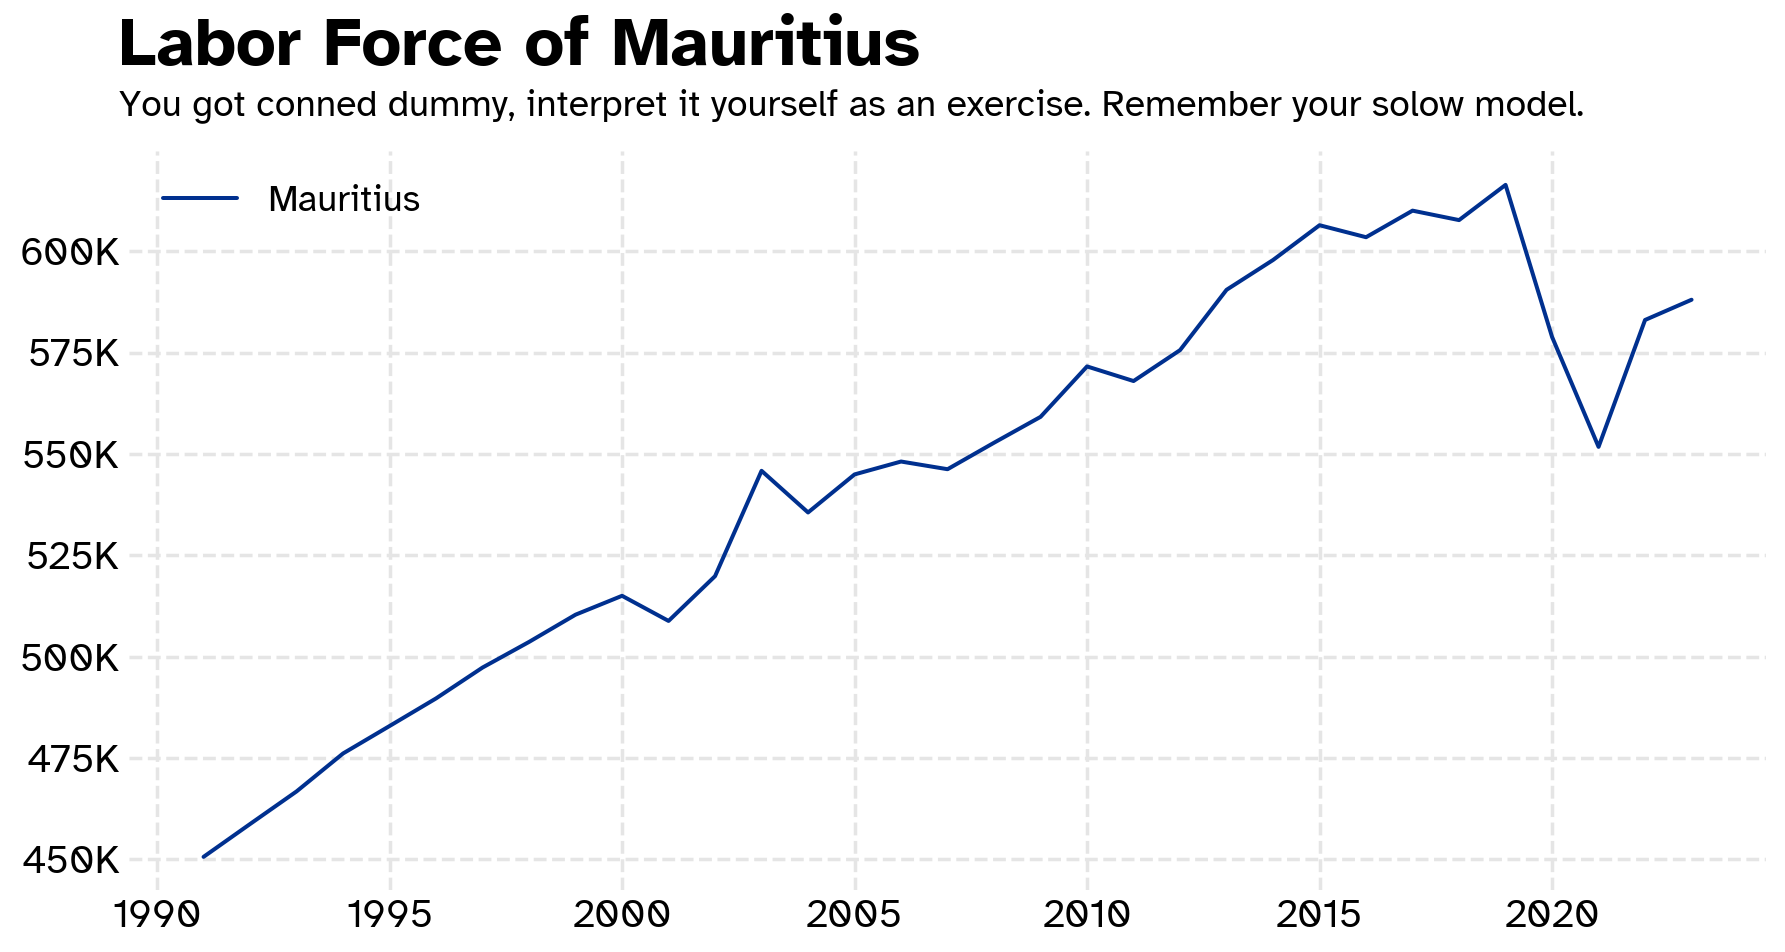 Labor Force of Mauritius
You got conned dummy, interpret it yourself as an exercise. Remember your solow model.
Mauritius
600K
575K
550K
525K
500K
475K
450K
1990 1995 2000 2005 2010 2015 2020